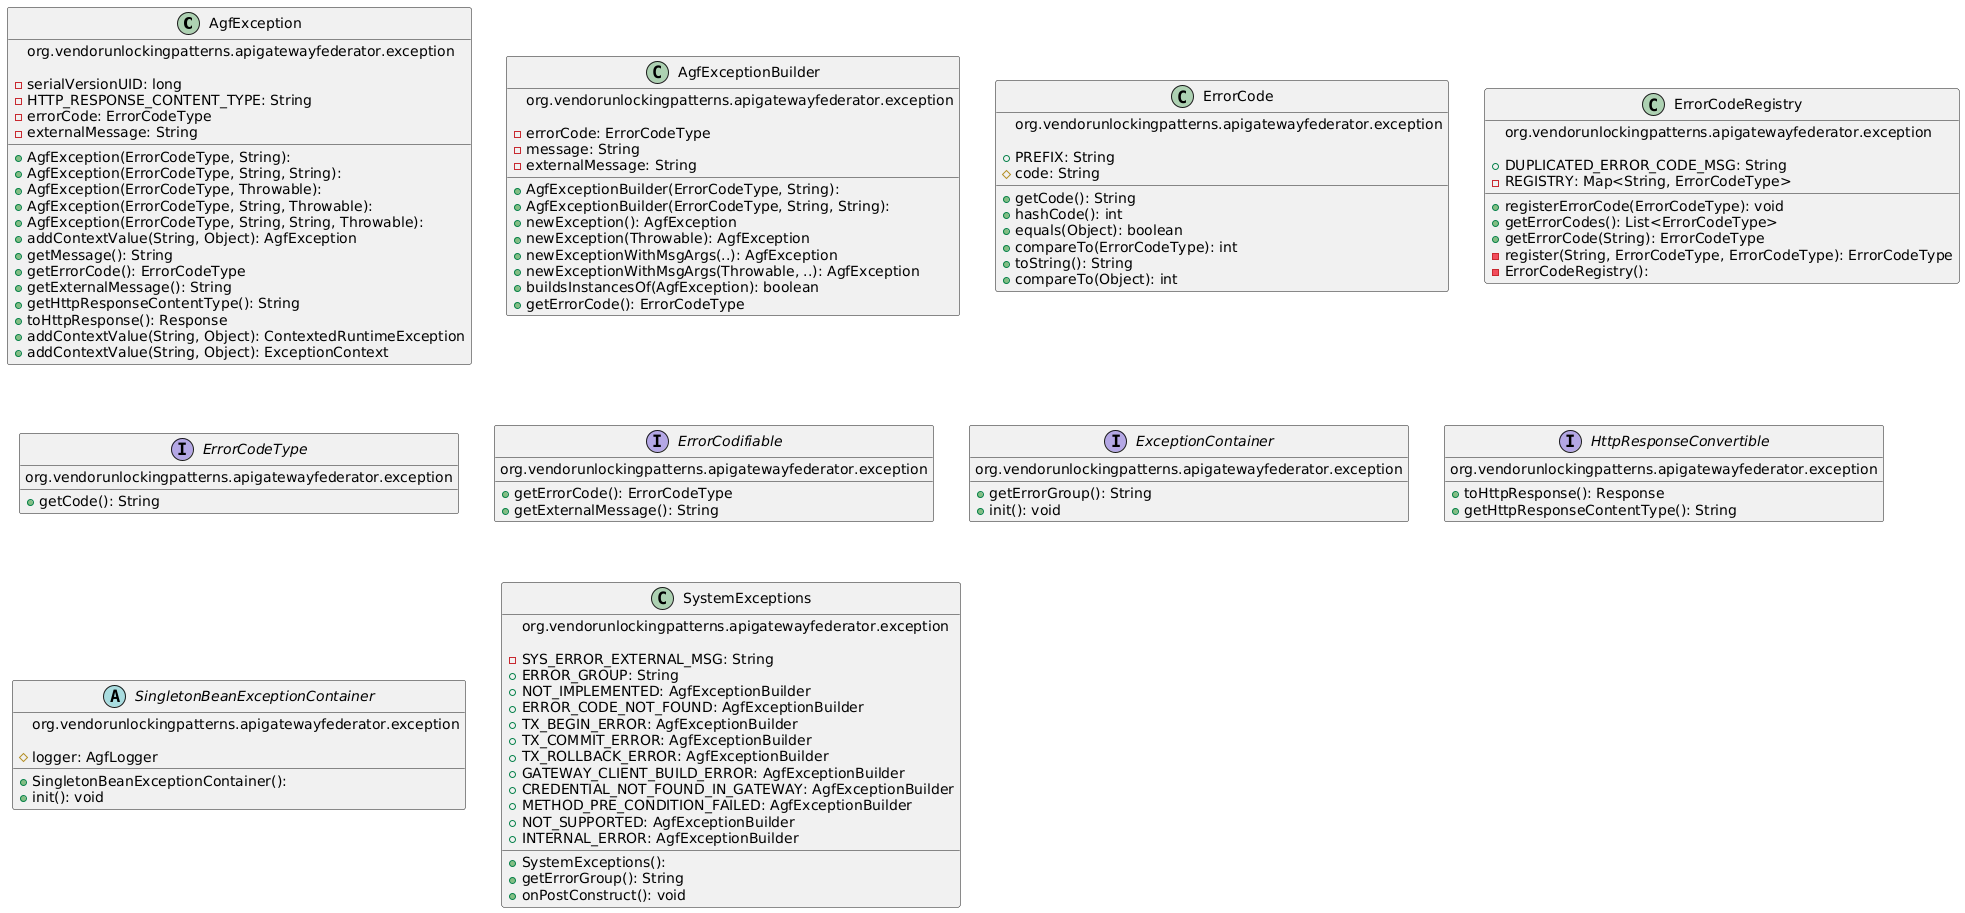 C AgfException
org.vendorunlockingpatterns.apigatewayfederator.exception
serialVersionUID: long
HTTP_RESPONSE_CONTENT_TYPE: String
errorCode: ErrorCodeType
externalMessage: String
AgfException(ErrorCodeType, String):
AgfException(ErrorCodeType, String, String):
AgfException(ErrorCodeType, Throwable):
AgfException(ErrorCodeType, String, Throwable):
AgfException(ErrorCodeType, String, String, Throwable):
addContextValue(String, Object): AgfException
getMessage(): String
getErrorCode(): ErrorCodeType
getExternalMessage(): String
getHttpResponseContentType(): String
toHttpResponse(): Response
addContextValue(String, Object): ContextedRuntimeException
addContextValue(String, Object): ExceptionContext
C AgfExceptionBuilder
org.vendorunlockingpatterns.apigatewayfederator.exception
errorCode: ErrorCodeType
message: String
externalMessage: String
AgfExceptionBuilder(ErrorCodeType, String):
AgfExceptionBuilder(ErrorCodeType, String, String):
newException(): AgfException
newException(Throwable): AgfException
newExceptionWithMsgArgs(..): AgfException
newExceptionWithMsgArgs(Throwable, ..): AgfException
buildsInstancesOf(AgfException): boolean
getErrorCode(): ErrorCodeType
C ErrorCode
org.vendorunlockingpatterns.apigatewayfederator.exception
PREFIX: String
code: String
getCode(): String
hashCode(): int
equals(Object): boolean
compareTo(ErrorCodeType): int
toString(): String
compareTo(Object): int
C ErrorCodeRegistry
org.vendorunlockingpatterns.apigatewayfederator.exception
DUPLICATED_ERROR_CODE_MSG: String
REGISTRY: Map<String, ErrorCodeType>
registerErrorCode(ErrorCodeType): void
getErrorCodes(): List<ErrorCodeType>
getErrorCode(String): ErrorCodeType
register(String, ErrorCodeType, ErrorCodeType): ErrorCodeType
ErrorCodeRegistry():
I ErrorCodeType
org.vendorunlockingpatterns.apigatewayfederator.exception
getCode(): String
I ErrorCodifiable
org.vendorunlockingpatterns.apigatewayfederator.exception
getErrorCode(): ErrorCodeType
getExternalMessage(): String
I ExceptionContainer
org.vendorunlockingpatterns.apigatewayfederator.exception
getErrorGroup(): String
init(): void
I HttpResponseConvertible
org.vendorunlockingpatterns.apigatewayfederator.exception
toHttpResponse(): Response
getHttpResponseContentType(): String
A SingletonBeanExceptionContainer
org.vendorunlockingpatterns.apigatewayfederator.exception
logger: AgfLogger
SingletonBeanExceptionContainer():
init(): void
C SystemExceptions
org.vendorunlockingpatterns.apigatewayfederator.exception
SYS_ERROR_EXTERNAL_MSG: String
ERROR_GROUP: String
NOT_IMPLEMENTED: AgfExceptionBuilder
ERROR_CODE_NOT_FOUND: AgfExceptionBuilder
TX_BEGIN_ERROR: AgfExceptionBuilder
TX_COMMIT_ERROR: AgfExceptionBuilder
TX_ROLLBACK_ERROR: AgfExceptionBuilder
GATEWAY_CLIENT_BUILD_ERROR: AgfExceptionBuilder
CREDENTIAL_NOT_FOUND_IN_GATEWAY: AgfExceptionBuilder
METHOD_PRE_CONDITION_FAILED: AgfExceptionBuilder
NOT_SUPPORTED: AgfExceptionBuilder
INTERNAL_ERROR: AgfExceptionBuilder
SystemExceptions():
getErrorGroup(): String
onPostConstruct(): void